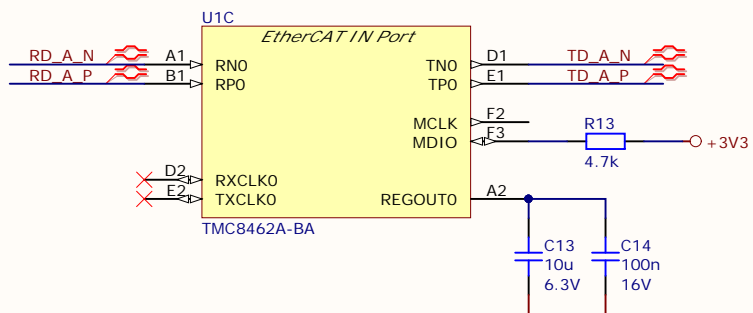 U1C
EtherCAT IN Port
RD_A_N A1 RN0 TN0 D1 TD_A_N
RD_A_P B1 RP0 TP0 E1 TD_A_P
MCLK F2
MDIO F3 R13 +3V3
4.7k
D2 RXCLK0
E2 TXCLK0 REGOUT0 A2
TMC8462A-BA
C13 C14
10u 100n
6.3V 16V